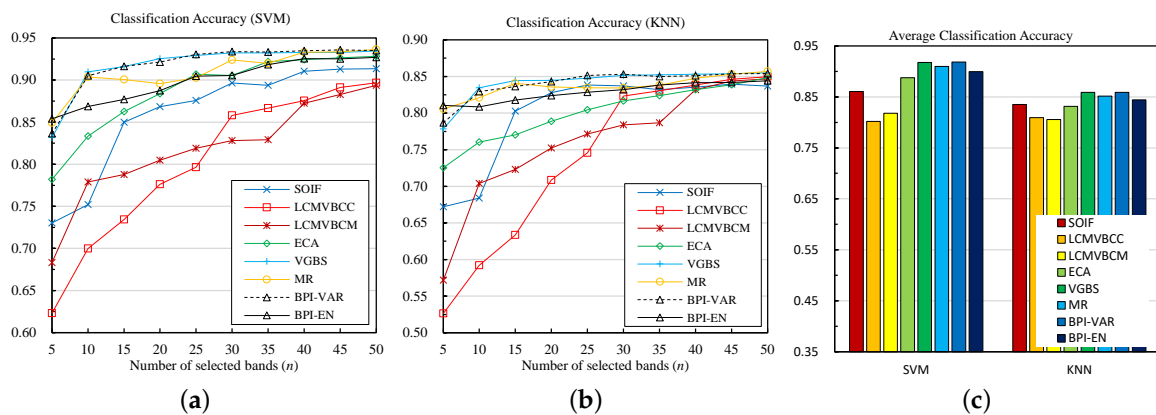 Classification Accuracy (SVM)
0.95
0.90
0.85
0.80
0.75
0.70
0.65
0.60
SOIF
LCMVBCC
LCMVBCM
ECA
VGBS
MR
BPI-VAR
BPI-EN
5 10 15 20 25 30 35 40 45 50
Number of selected bands (n)
(a)
Classification Accuracy (KNN)
0.90
0.85
0.80
0.75
0.70
0.65
0.60
0.55
0.50
SOIF
LCMVBCC
LCMVBCM
ECA
VGBS
MR
BPI-VAR
BPI-EN
5 10 15 20 25 30 35 40 45 50
Number of selected bands (n)
(b)
Average Classification Accuracy
0.95
0.85
0.75
0.65
0.55
0.45
0.35
SOIF
LCMVBCC
LCMVBCM
ECA
VGBS
MR
BPI-VAR
BPI-EN
SVM KNN
(c)